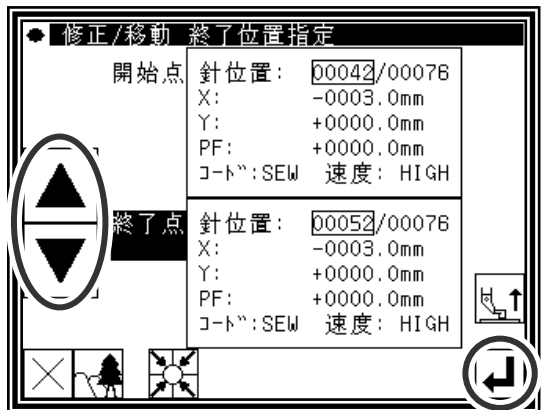 修正/移動 終了位置指定
開始点
針位置: 00042/00076
X: -0003.0mm
Y: +0000.0mm
PF: +0000.0mm
コード:SEW 速度: HIGH
終了点
針位置: 00052/00076
X: -0003.0mm
Y: +0000.0mm
PF: +0000.0mm
コード:SEW 速度: HIGH